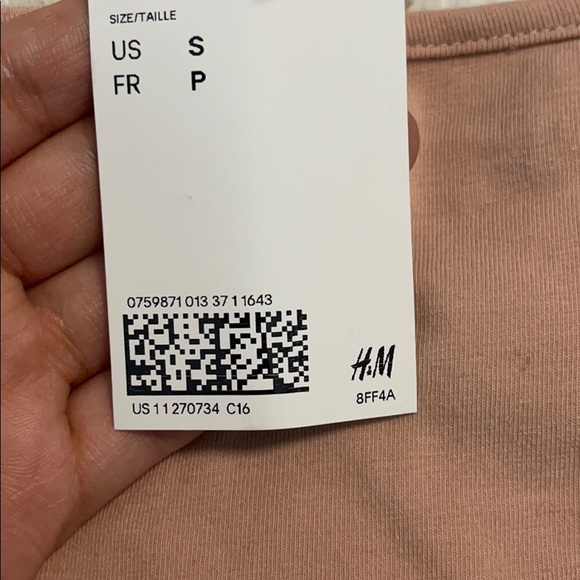 SIZE/TAILLE
US S
FR P
0759871 013 37 1 1643
H&M
8FF4A
US 11 270734 C16